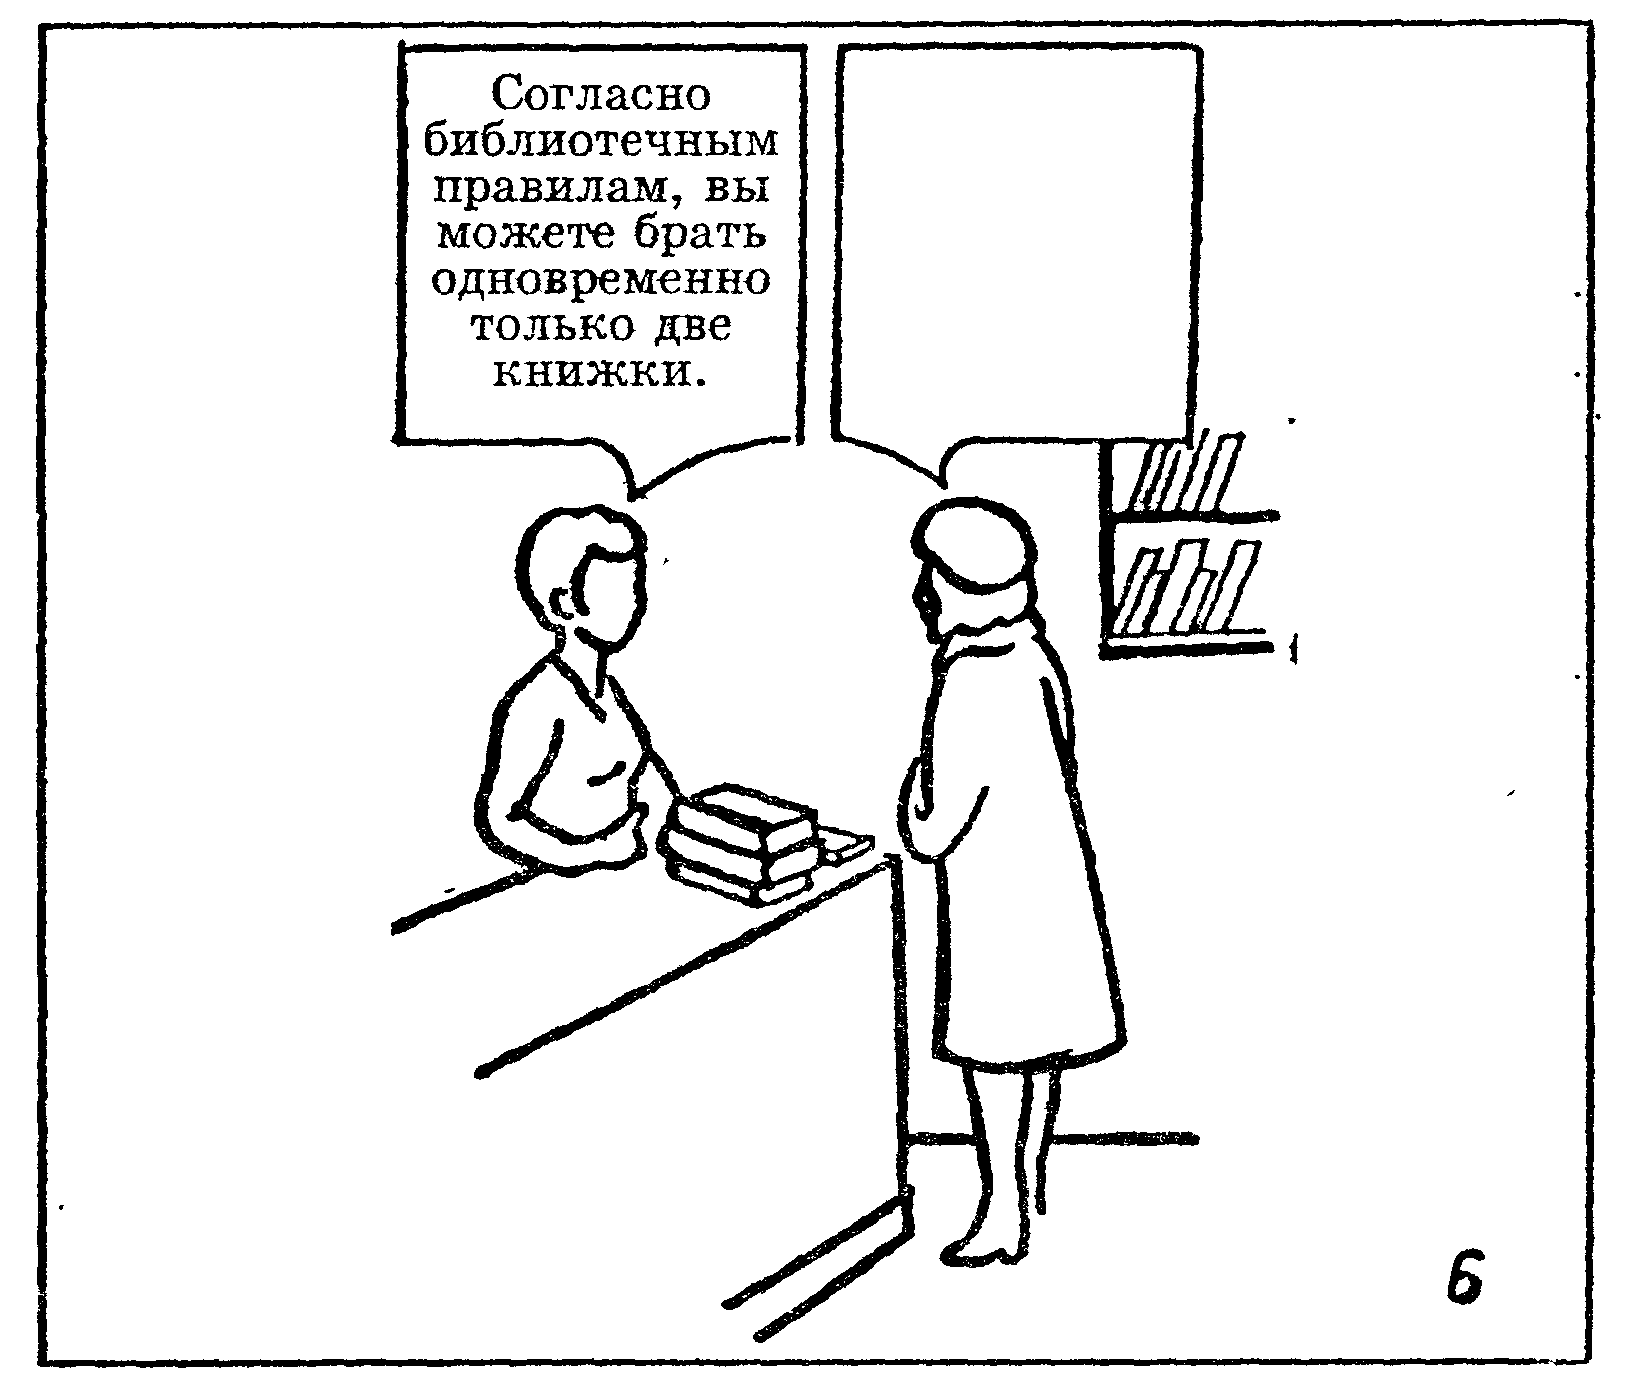 Согласно
библиотечным
правилам, вы
можете брать
одновременно
только две
книжки.
6